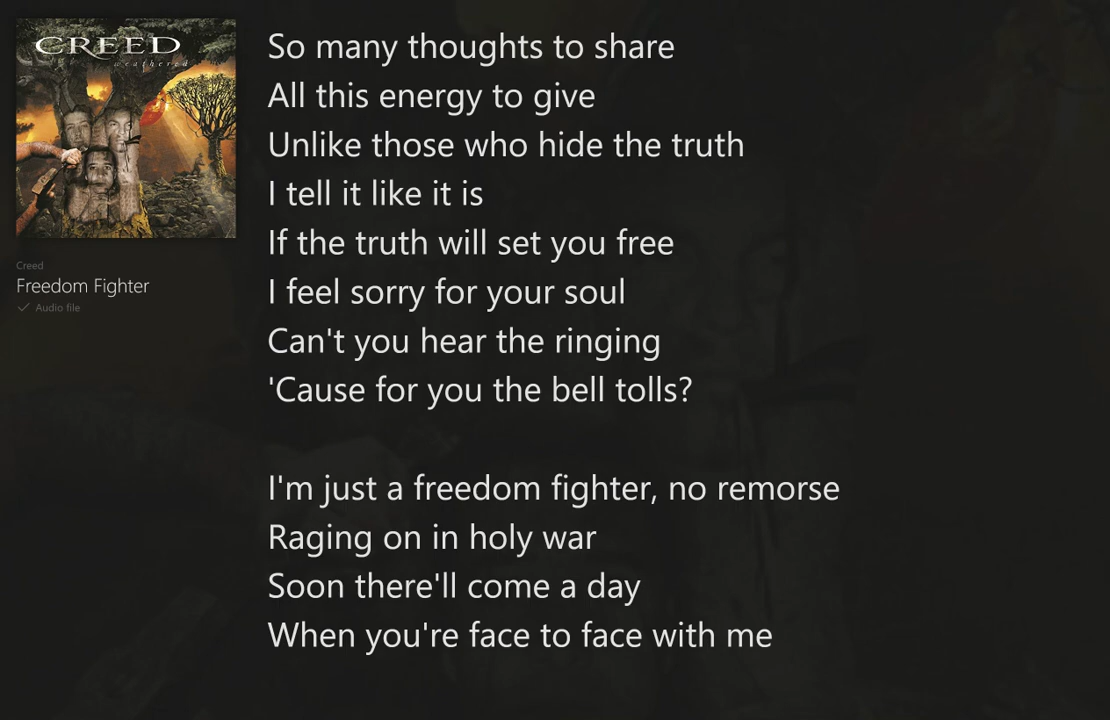 CREED
weathered
Creed
Freedom Fighter
Audio file
So many thoughts to share
All this energy to give
Unlike those who hide the truth
I tell it like it is
If the truth will set you free
I feel sorry for your soul
Can't you hear the ringing
'Cause for you the bell tolls?
I'm just a freedom fighter, no remorse
Raging on in holy war
Soon there'll come a day
When you're face to face with me